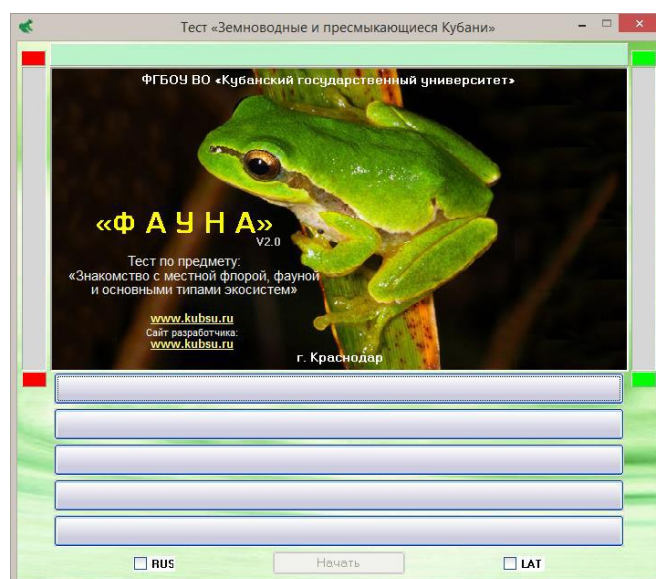 Тест «Земноводные и пресмыкающиеся Кубани»
ФГБОУ ВО «Кубанский государственный университет»
«Ф А У Н А»
V2.0
Тест по предмету:
«Знакомство с местной флорой, фауной
и основными типами экосистем»
www.kubsu.ru
Сайт разработчика:
www.kubsu.ru
г. Краснодар
RUS
Начать
LAT